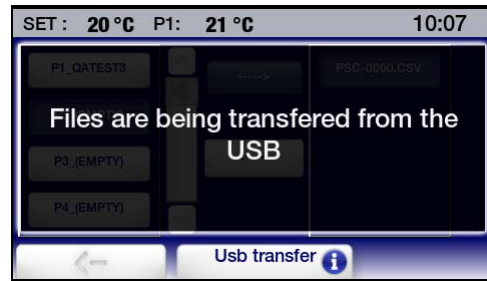 SET : 20 °C P1: 21 °C 10:07
P1_QATEST3
-----> PSC-0000.CSV
Files are being transfered from the
USB
P3_(EMPTY)
P4_(EMPTY)
Usb transfer